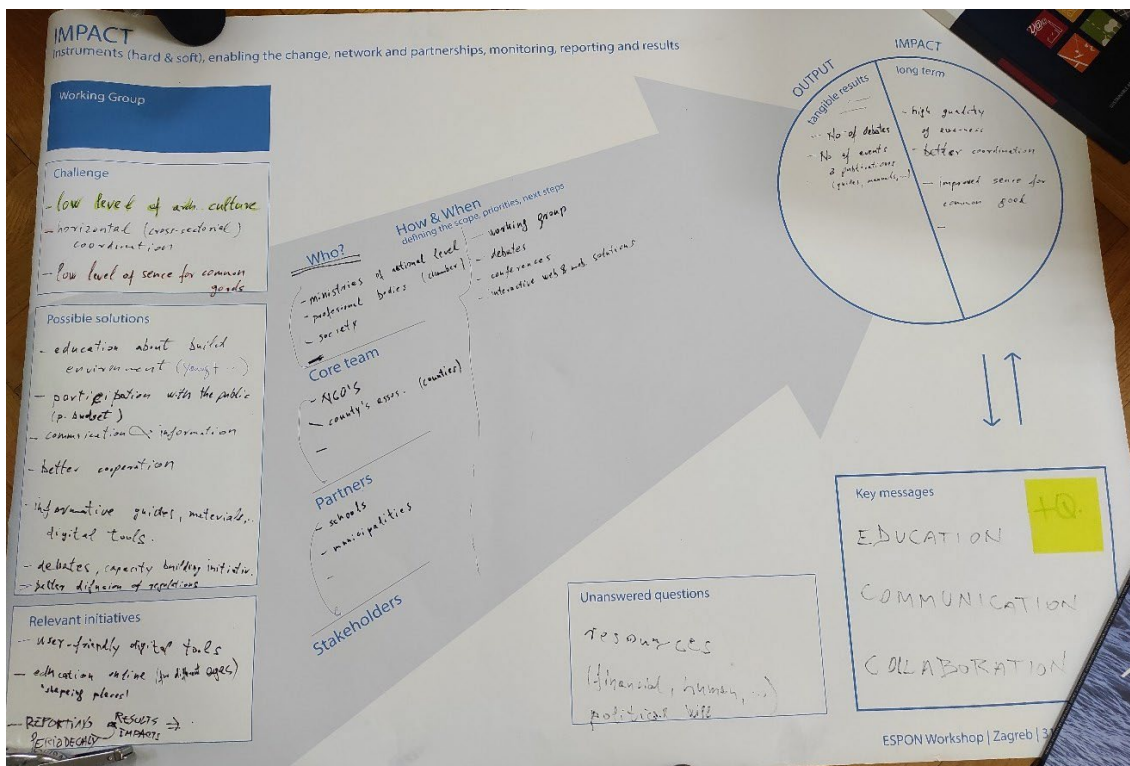 IMPACT
Instruments (hard & soft), enabling the change, network and partnerships, monitoring, reporting and results
Working Group
Challenge
- low level of arch. culture
- horizontal (cross-sectorial)
coordination
- low level of sence for common
goods
Possible solutions
- education about build
environment (young + ...)
- participation with the public
(p. budget)
- communication & information
- better cooperation
- informative guides, materials...
digital tools.
- debates, capacity building initiativ.
- better difusion of regulations
Relevant initiatives
- user-friendly digital tools
- education online (for different ages)
'shaping places'
- REPORTING RESULTS
IMPACTS
Who?
- ministries of national level
- profesional bodies (chamber)
- society
Core team
- NGO'S
- county's assoc. (counties)
-
Partners
- schools
- municipalities
-
Stakeholders
How & When
defining the scope, priorities, next steps
- working group
- debates
- conferences
- interactive web & mob. solutions
OUTPUT
tangible results
- No of debates
- No of events
& publications
(guides, manuals, ...)
IMPACT
long term
- high quality
of
- better coordination
- improved sence for
common good
-
Key messages
+Q.
EDUCATION
COMMUNICATION
COLLABORATION
Unanswered questions
resources
(financial, human, ...)
political will
ESPON Workshop | Zagreb | 31